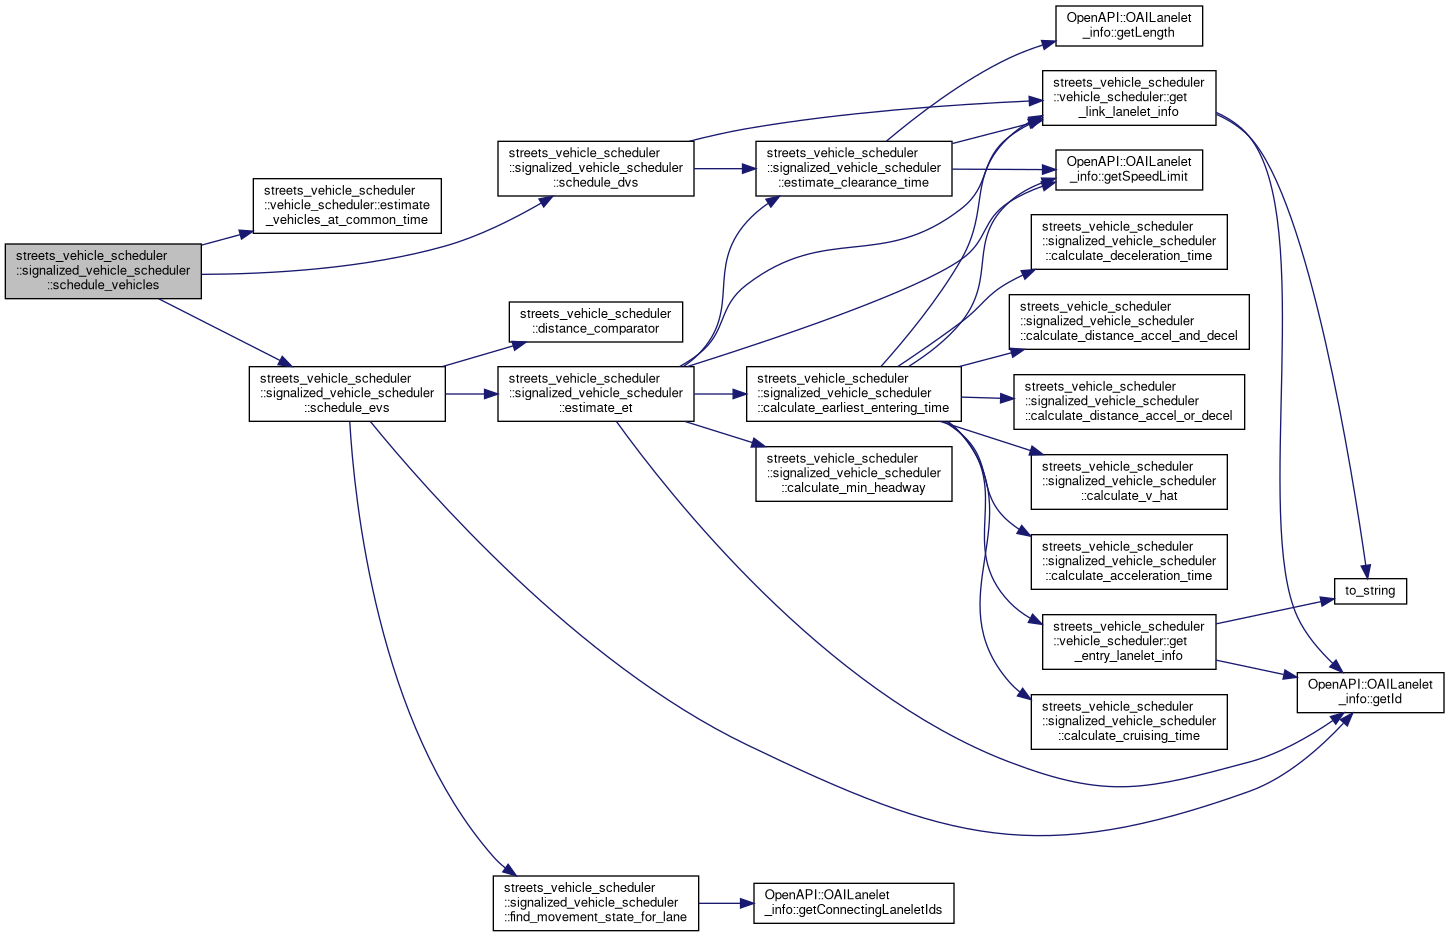 streets_vehicle_scheduler
::signalized_vehicle_scheduler
::schedule_vehicles
streets_vehicle_scheduler
::vehicle_scheduler::estimate
_vehicles_at_common_time
streets_vehicle_scheduler
::signalized_vehicle_scheduler
::schedule_evs
streets_vehicle_scheduler
::signalized_vehicle_scheduler
::schedule_dvs
streets_vehicle_scheduler
::distance_comparator
streets_vehicle_scheduler
::signalized_vehicle_scheduler
::estimate_et
streets_vehicle_scheduler
::signalized_vehicle_scheduler
::find_movement_state_for_lane
streets_vehicle_scheduler
::signalized_vehicle_scheduler
::estimate_clearance_time
streets_vehicle_scheduler
::signalized_vehicle_scheduler
::calculate_earliest_entering_time
streets_vehicle_scheduler
::signalized_vehicle_scheduler
::calculate_min_headway
OpenAPI::OAILanelet
_info::getConnectingLaneletIds
OpenAPI::OAILanelet
_info::getLength
streets_vehicle_scheduler
::vehicle_scheduler::get
_link_lanelet_info
OpenAPI::OAILanelet
_info::getSpeedLimit
streets_vehicle_scheduler
::signalized_vehicle_scheduler
::calculate_deceleration_time
streets_vehicle_scheduler
::signalized_vehicle_scheduler
::calculate_distance_accel_and_decel
streets_vehicle_scheduler
::signalized_vehicle_scheduler
::calculate_distance_accel_or_decel
streets_vehicle_scheduler
::signalized_vehicle_scheduler
::calculate_v_hat
streets_vehicle_scheduler
::signalized_vehicle_scheduler
::calculate_acceleration_time
streets_vehicle_scheduler
::vehicle_scheduler::get
_entry_lanelet_info
streets_vehicle_scheduler
::signalized_vehicle_scheduler
::calculate_cruising_time
to_string
OpenAPI::OAILanelet
_info::getId